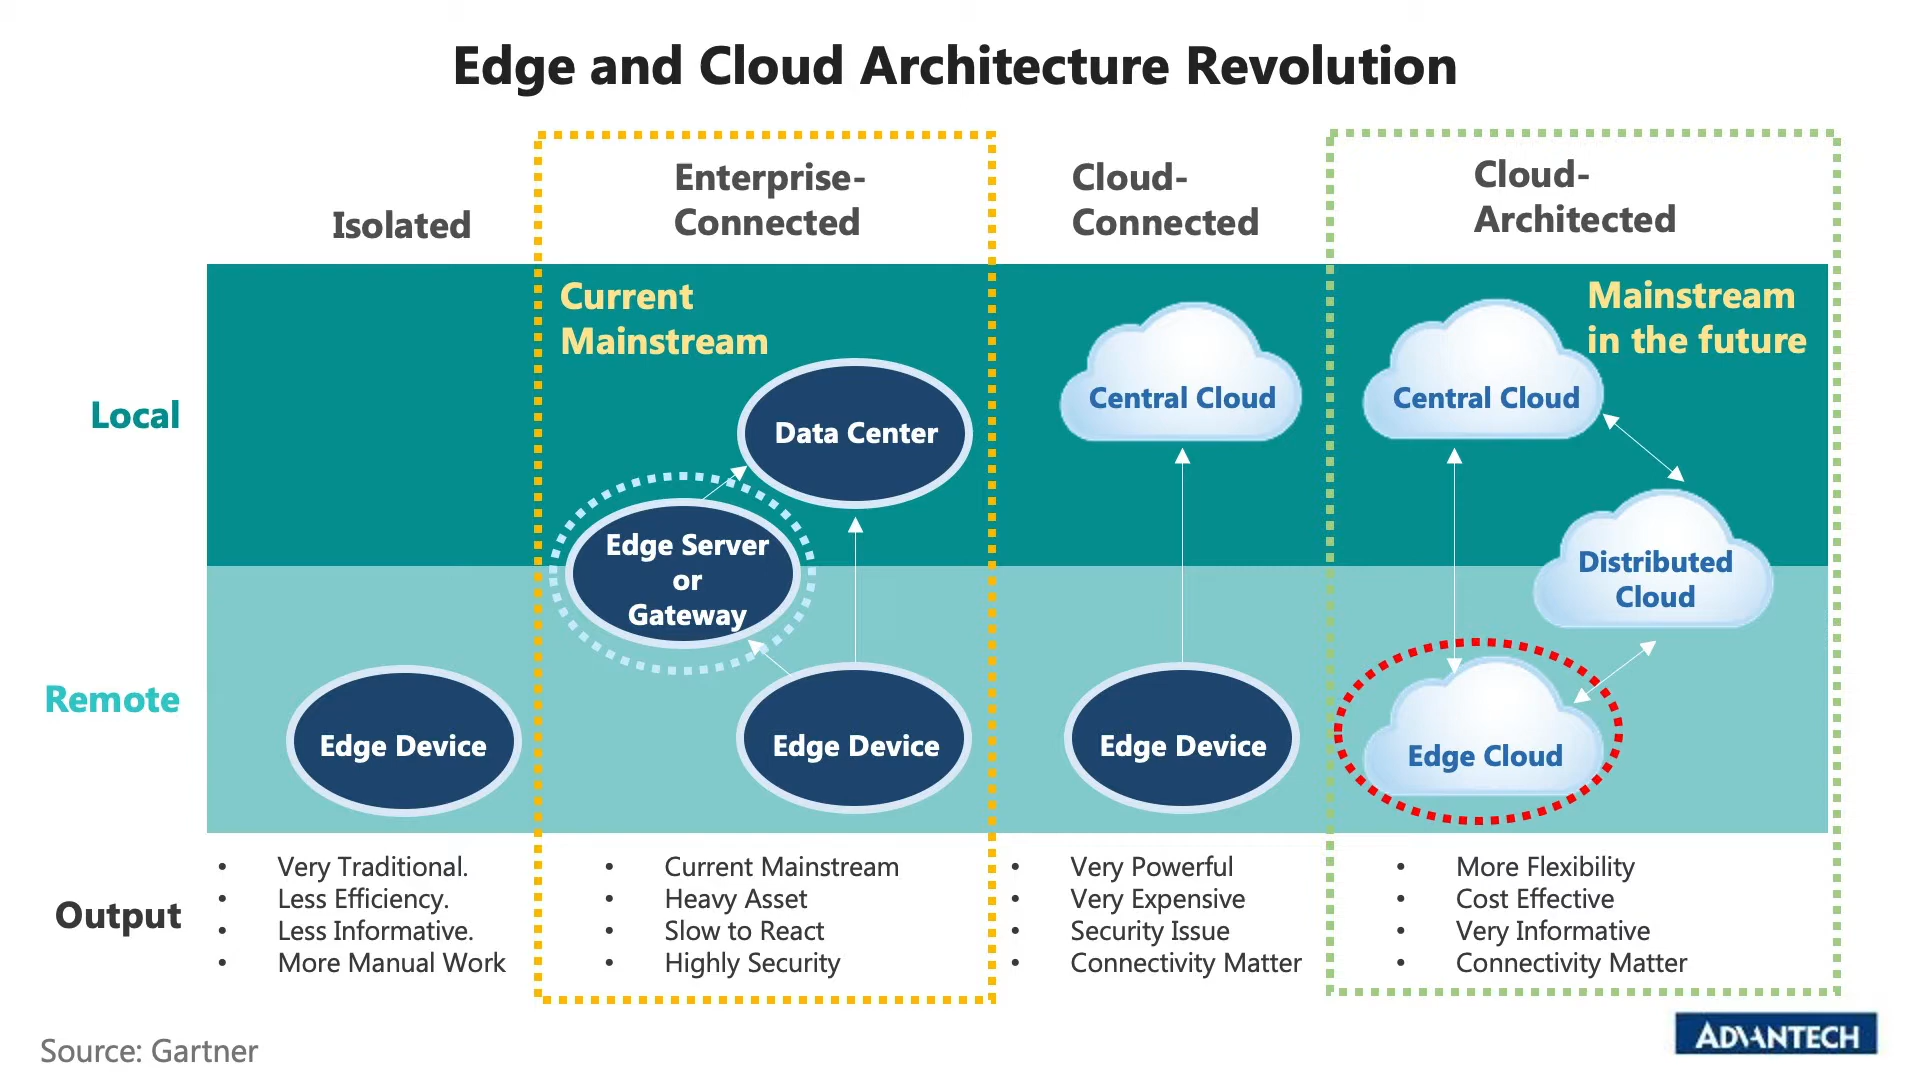 Edge and Cloud Architecture Revolution
Isolated
Enterprise-
Connected
Cloud-
Connected
Cloud-
Architected
Local
Current
Mainstream
Data Center
Edge Server
or
Gateway
Central Cloud
Central Cloud
Mainstream
in the future
Distributed
Cloud
Remote
Edge Device
Edge Device
Edge Device
Edge Cloud
Output
• Very Traditional.
• Less Efficiency.
• Less Informative.
• More Manual Work
• Current Mainstream
• Heavy Asset
• Slow to React
• Highly Security
• Very Powerful
• Very Expensive
• Security Issue
• Connectivity Matter
• More Flexibility
• Cost Effective
• Very Informative
• Connectivity Matter
Source: Gartner
ADVANTECH